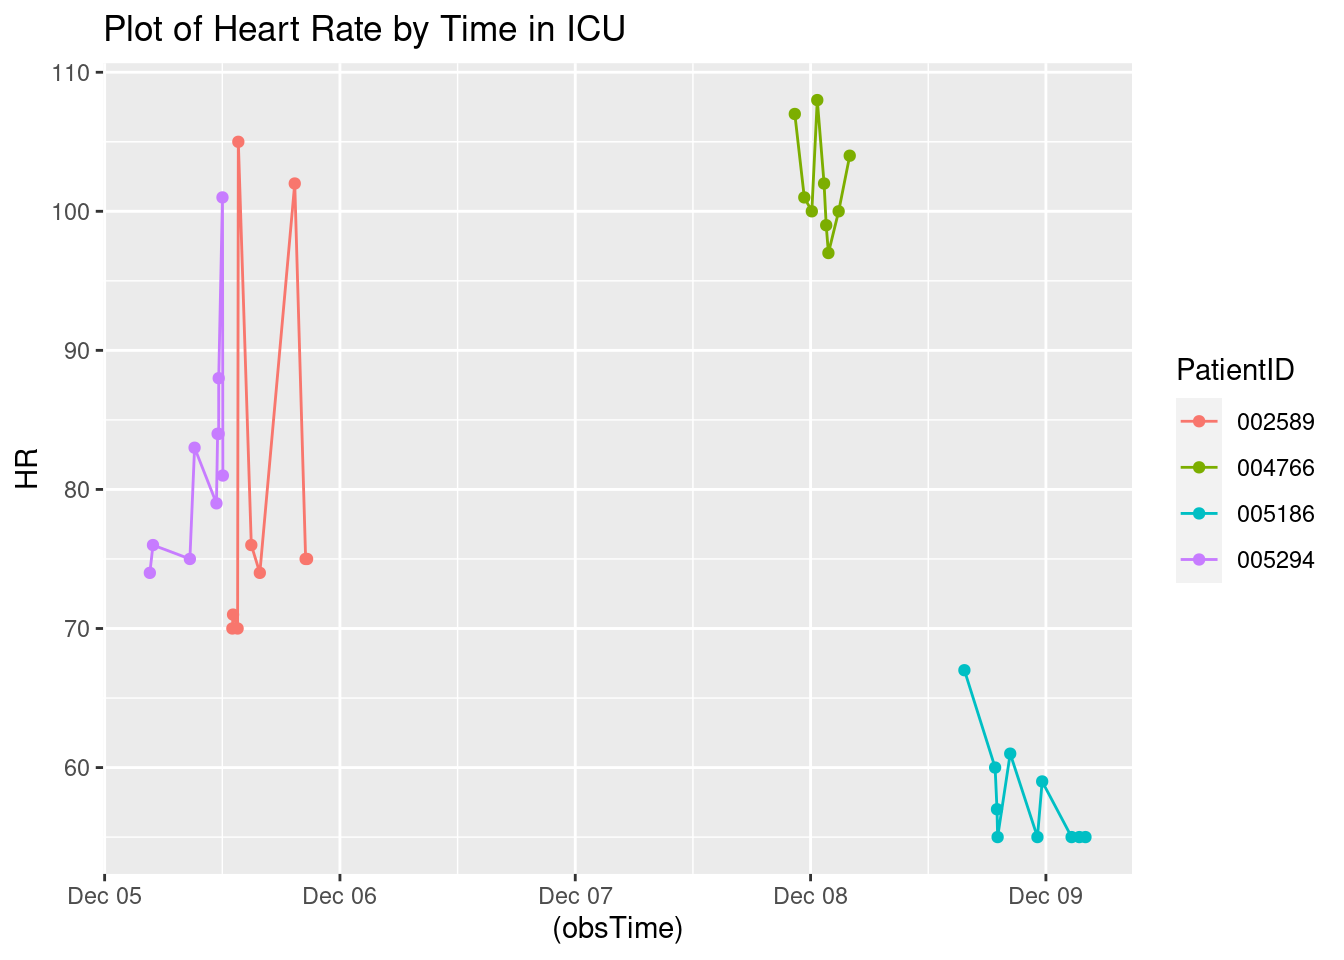 Plot of Heart Rate by Time in ICU
110
100
90
80
70
60
HR
Dec 05
Dec 06
Dec 07
Dec 08
Dec 09
(obsTime)
PatientID
002589
004766
005186
005294